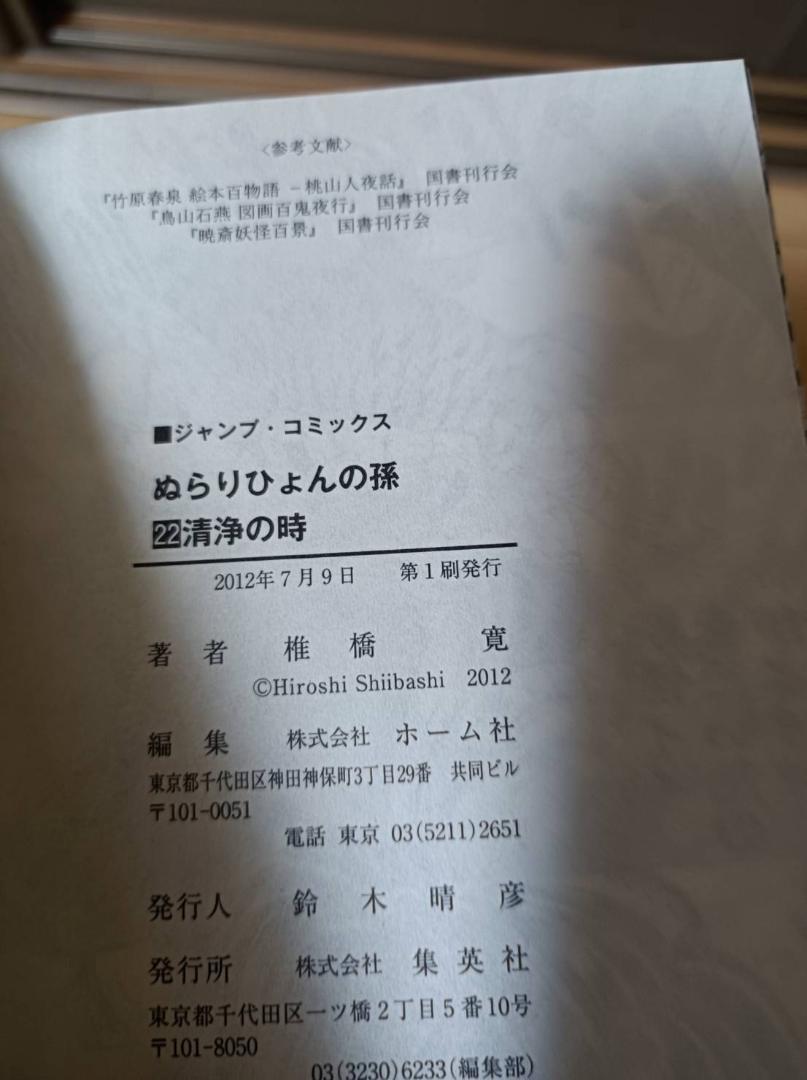 〈参考文献〉
『竹原春泉 絵本百物語 －桃山人夜話』 国書刊行会
『鳥山石燕 図画百鬼夜行』 国書刊行会
『暁斎妖怪百景』 国書刊行会
■ジャンプ・コミックス
ぬらりひょんの孫
22清浄の時
2012年7月9日 第1刷発行
著者 椎橋 寛
©Hiroshi Shiibashi 2012
編集 株式会社 ホーム社
東京都千代田区神田神保町3丁目29番 共同ビル
〒101-0051
電話 東京 03(5211)2651
発行人 鈴木晴彦
発行所 株式会社 集英社
東京都千代田区一ツ橋2丁目5番10号
〒101-8050
03(3230)6233(編集部)